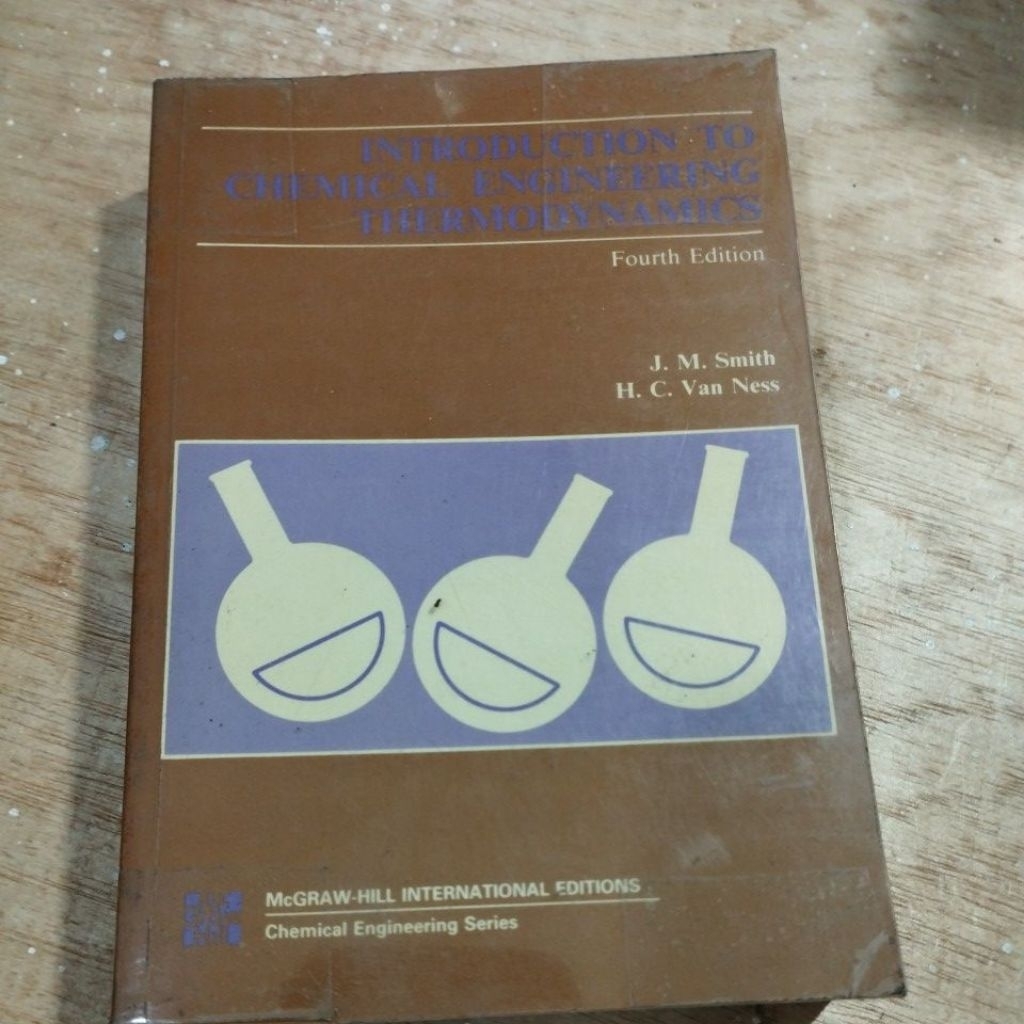 INTRODUCTION TO
CHEMICAL ENGINEERING
THERMODYNAMICS
Fourth Edition
J. M. Smith
H. C. Van Ness
McGRAW-HILL INTERNATIONAL EDITIONS
Chemical Engineering Series